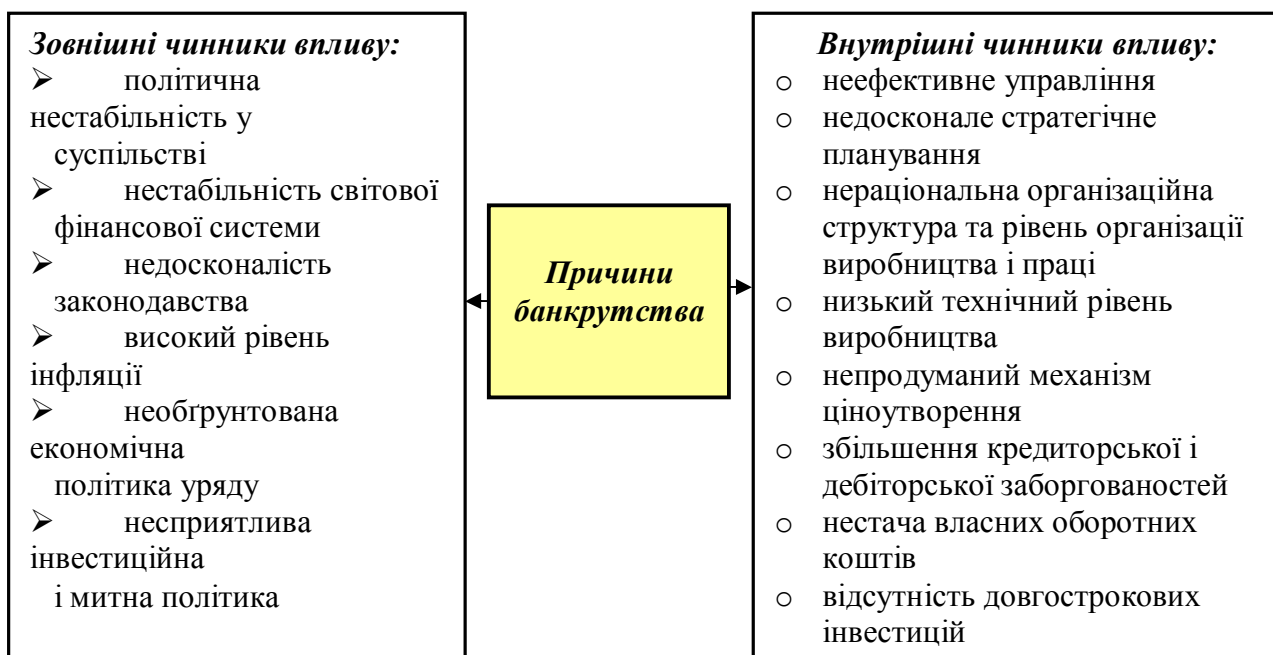 Зовнішні чинники впливу:
➢ політична
нестабільність у
суспільстві
➢ нестабільність світової
фінансової системи
➢ недосконалість
законодавства
➢ високий рівень
інфляції
➢ необґрунтована
економічна
політика уряду
➢ несприятлива
інвестиційна
і митна політика
Причини
банкрутства
Внутрішні чинники впливу:
o неефективне управління
o недосконале стратегічне
планування
o нераціональна організаційна
структура та рівень організації
виробництва і праці
o низький технічний рівень
виробництва
o непродуманий механізм
ціноутворення
o збільшення кредиторської і
дебіторської заборгованостей
o нестача власних оборотних
коштів
o відсутність довгострокових
інвестицій